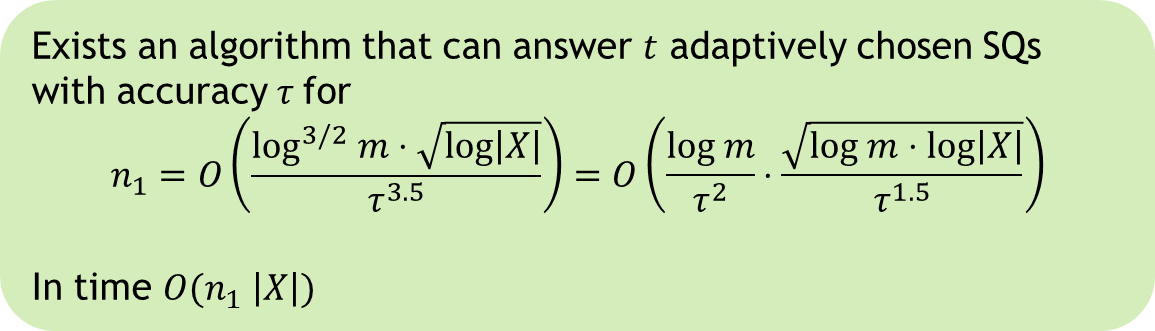 Exists an algorithm that can answer t adaptively chosen SQs
with accuracy τ for
n₁ = O(log^{3/2} m · √(log|X|) / τ^{3.5}) = O(log m / τ² · √(log m · log|X|) / τ^{1.5})
In time O(n₁ |X|)